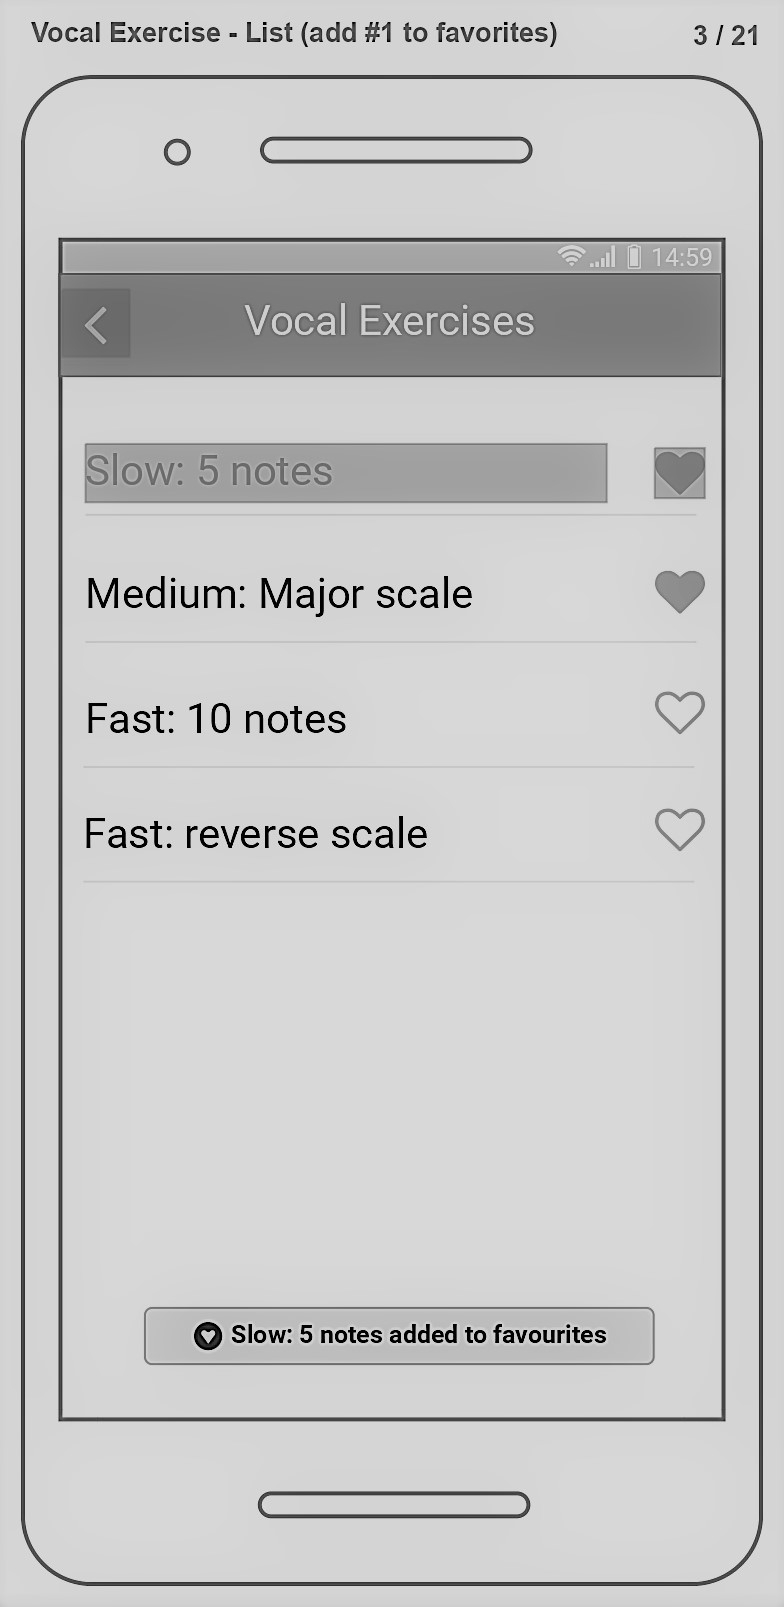 Vocal Exercise - List (add #1 to favorites)
3 / 21
14:59
Vocal Exercises
Slow: 5 notes
Medium: Major scale
Fast: 10 notes
Fast: reverse scale
Slow: 5 notes added to favourites